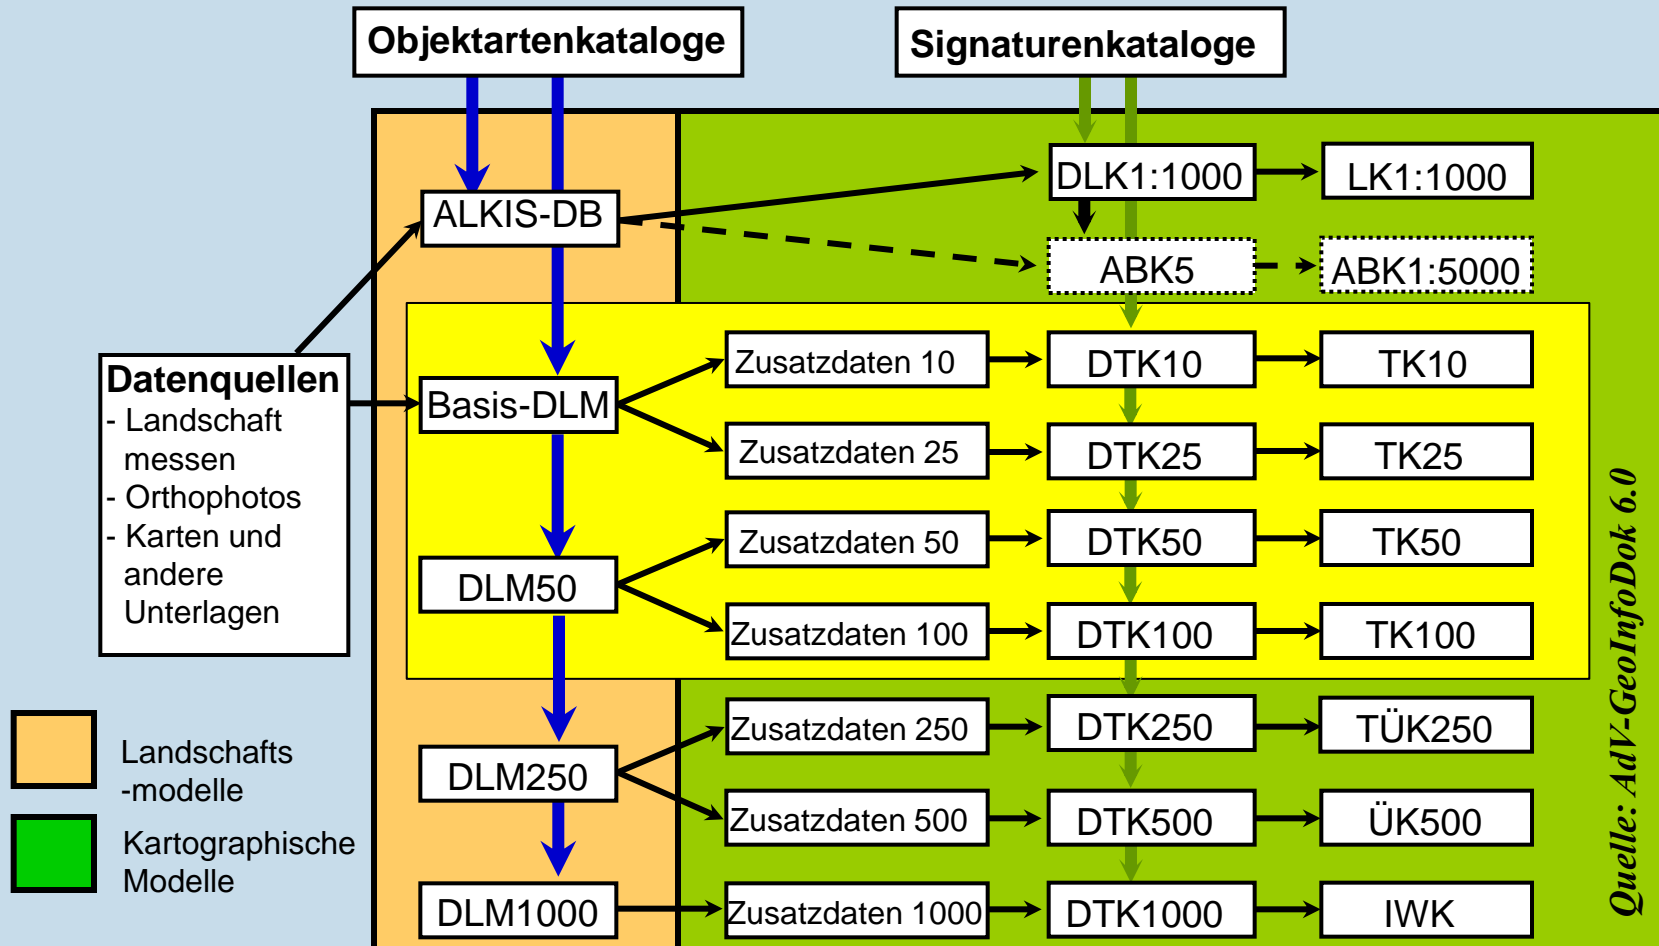 Objektartenkataloge
Signaturenkataloge
DLK1:1000
LK1:1000
ALKIS-DB
ABK5
ABK1:5000
Datenquellen
- Landschaft
messen
- Orthophotos
- Karten und
andere
Unterlagen
Basis-DLM
Zusatzdaten 10
DTK10
TK10
Zusatzdaten 25
DTK25
TK25
DLM50
Zusatzdaten 50
DTK50
TK50
Zusatzdaten 100
DTK100
TK100
DLM250
Zusatzdaten 250
DTK250
TÜK250
Zusatzdaten 500
DTK500
ÜK500
DLM1000
Zusatzdaten 1000
DTK1000
IWK
Landschafts
-modelle
Kartographische
Modelle
Quelle: AdV-GeoInfoDok 6.0